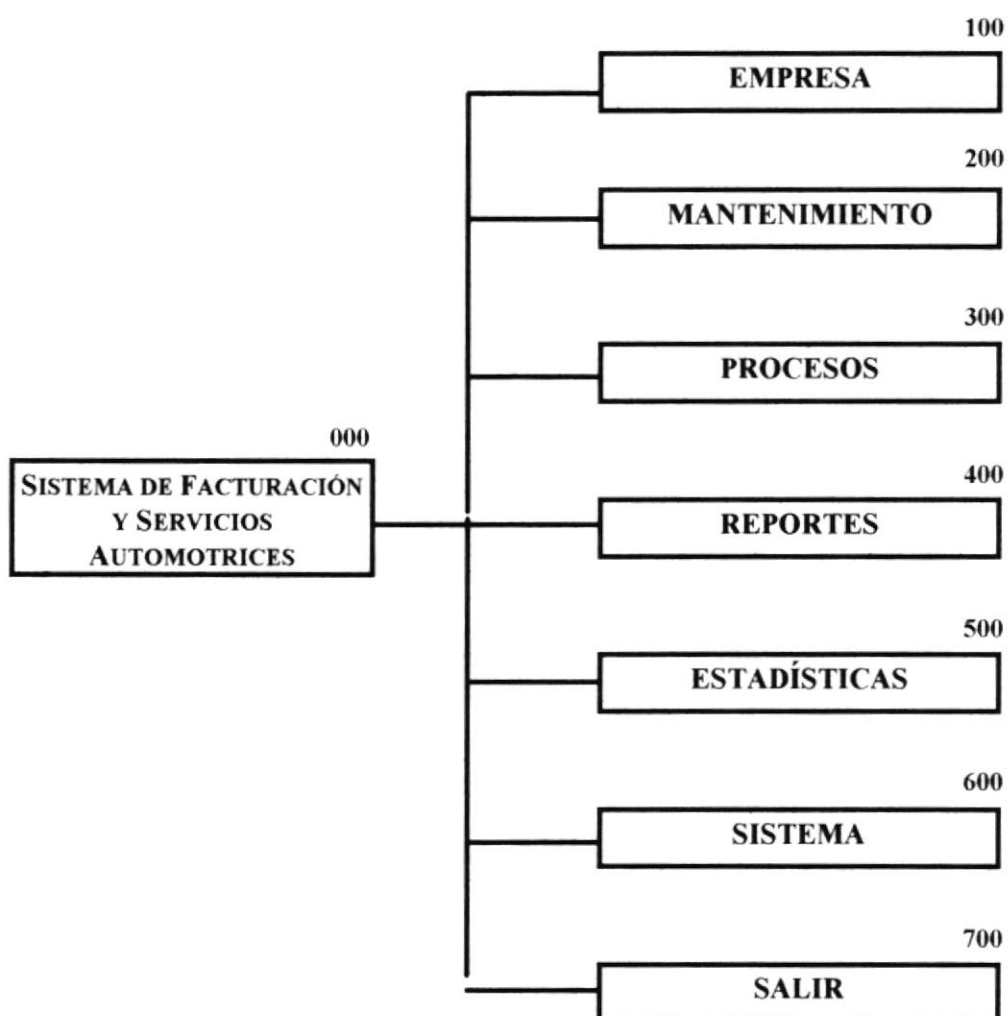 100
EMPRESA
200
MANTENIMIENTO
300
PROCESOS
000
SISTEMA DE FACTURACIÓN
Y SERVICIOS
AUTOMOTRICES
400
REPORTES
500
ESTADÍSTICAS
600
SISTEMA
700
SALIR